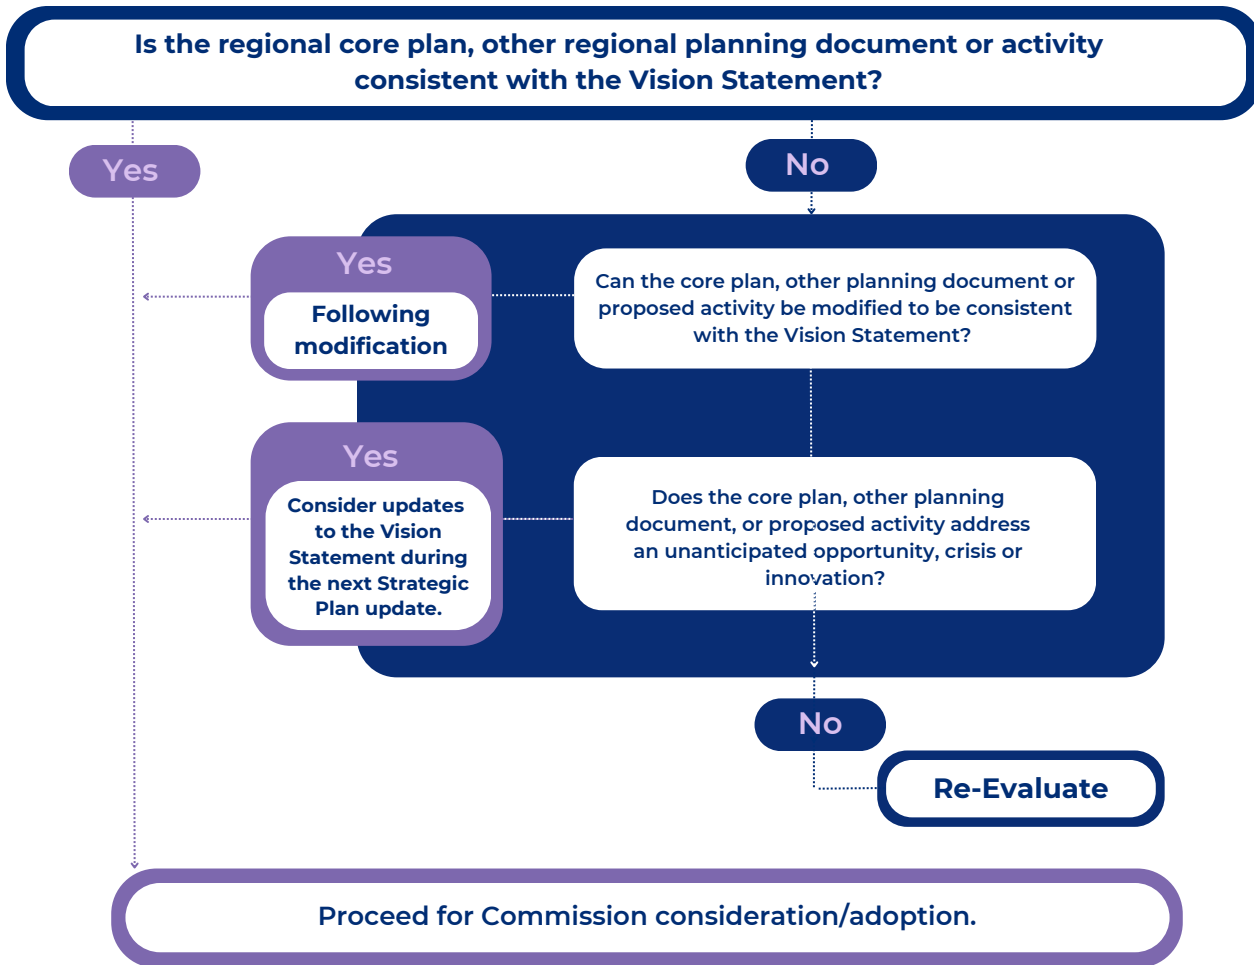 Is the regional core plan, other regional planning document or activity
consistent with the Vision Statement?
Yes
No
Yes
Following
modification
Can the core plan, other planning document or
proposed activity be modified to be consistent
with the Vision Statement?
Yes
Consider updates
to the Vision
Statement during
the next Strategic
Plan update.
Does the core plan, other planning
document, or proposed activity address
an unanticipated opportunity, crisis or
innovation?
No
Re-Evaluate
Proceed for Commission consideration/adoption.